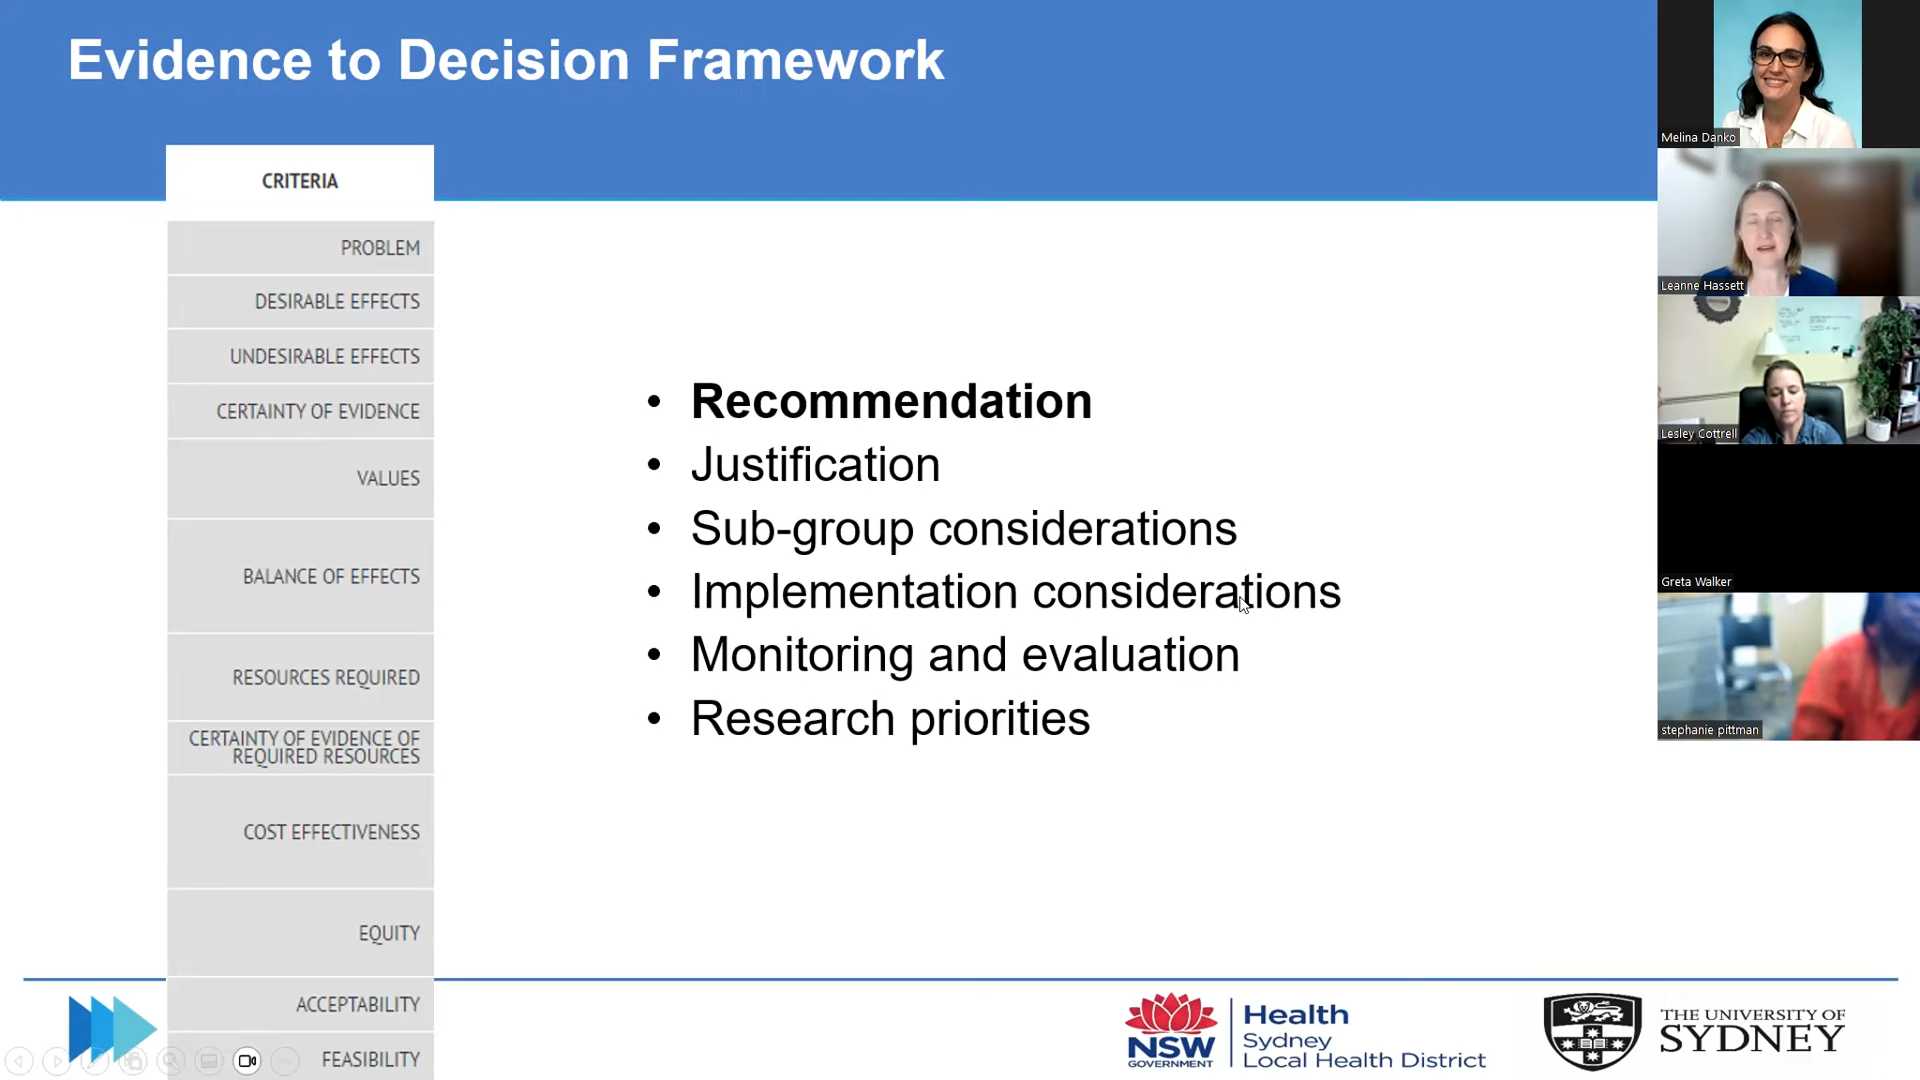 Evidence to Decision Framework
CRITERIA
PROBLEM
DESIRABLE EFFECTS
UNDESIRABLE EFFECTS
CERTAINTY OF EVIDENCE
VALUES
BALANCE OF EFFECTS
RESOURCES REQUIRED
CERTAINTY OF EVIDENCE OF
REQUIRED RESOURCES
COST EFFECTIVENESS
EQUITY
ACCEPTABILITY
FEASIBILITY
• Recommendation
• Justification
• Sub-group considerations
• Implementation considerations
• Monitoring and evaluation
• Research priorities
NSW
GOVERNMENT
Health
Sydney
Local Health District
THE UNIVERSITY OF
SYDNEY
Melina Danko
Leanne Hassett
Lesley Cottrell
Greta Walker
stephanie pittman